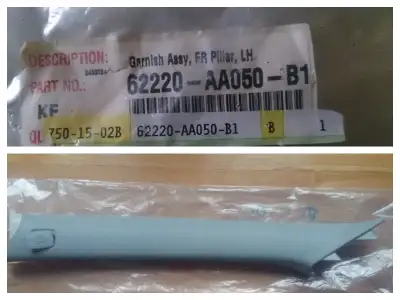 DESCRIPTION: Garnish Assy, FR Pillar, LH
PART NO.: 62220-AA050-B1
KF
QL 750-15-02B 62220-AA050-B1 B 1